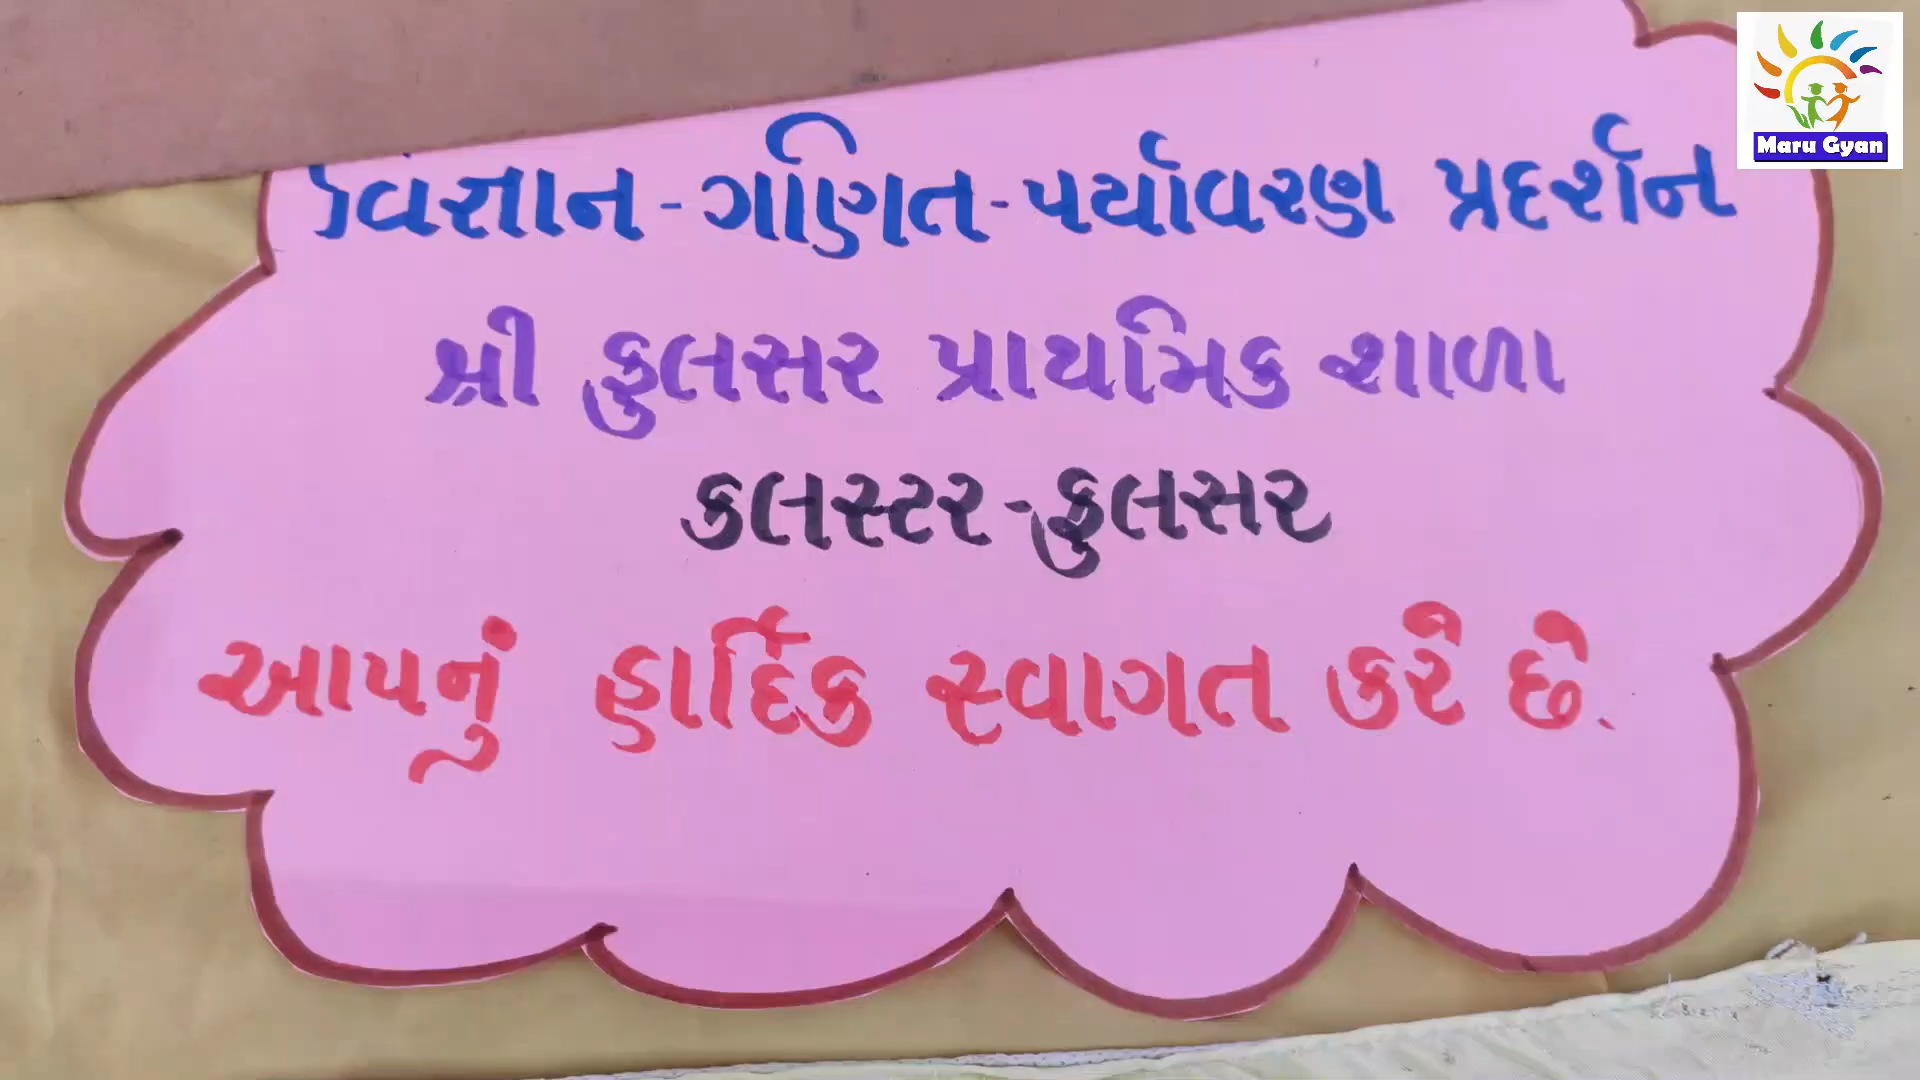 વિજ્ઞાન-ગણિત-પર્યાવરણ પ્રદર્શન
શ્રી ફુલસર પ્રાથમિક શાળા
કલસ્ટર-ફુલસર
આપનું હાર્દિક સ્વાગત કરે છે.
Maru Gyan